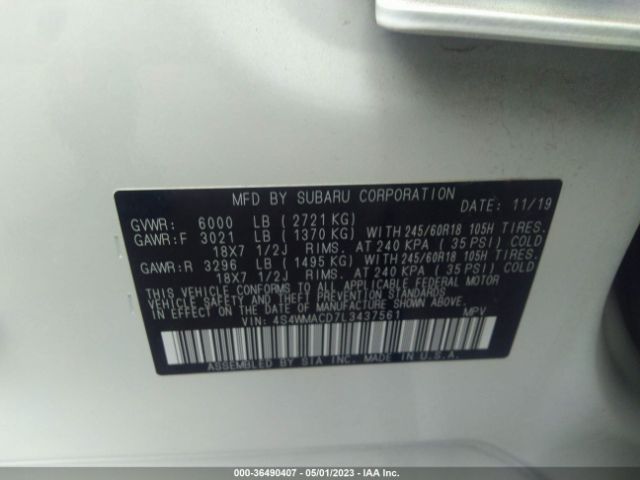 MFD BY SUBARU CORPORATION DATE: 11/19
GVWR: 6000 LB (2721 KG)
GAWR:F 3021 LB (1370 KG) WITH 245/60R18 105H TIRES.
18X7 1/2J RIMS. AT 240 KPA (35 PSI) COLD
GAWR:R 3296 LB (1495 KG) WITH 245/60R18 105H TIRES.
18X7 1/2J RIMS. AT 240 KPA (35 PSI) COLD
THIS VEHICLE CONFORMS TO ALL APPLICABLE FEDERAL MOTOR
VEHICLE SAFETY STANDARDS IN EFFECT
ON THE DATE OF MANUFACTURE SHOWN ABOVE.
VIN: 4S4WMACD7L3437561 MPV
ASSEMBLED BY SIA INC. MADE IN U.S.A.
000-36490407 - 05/01/2023 - IAA Inc.